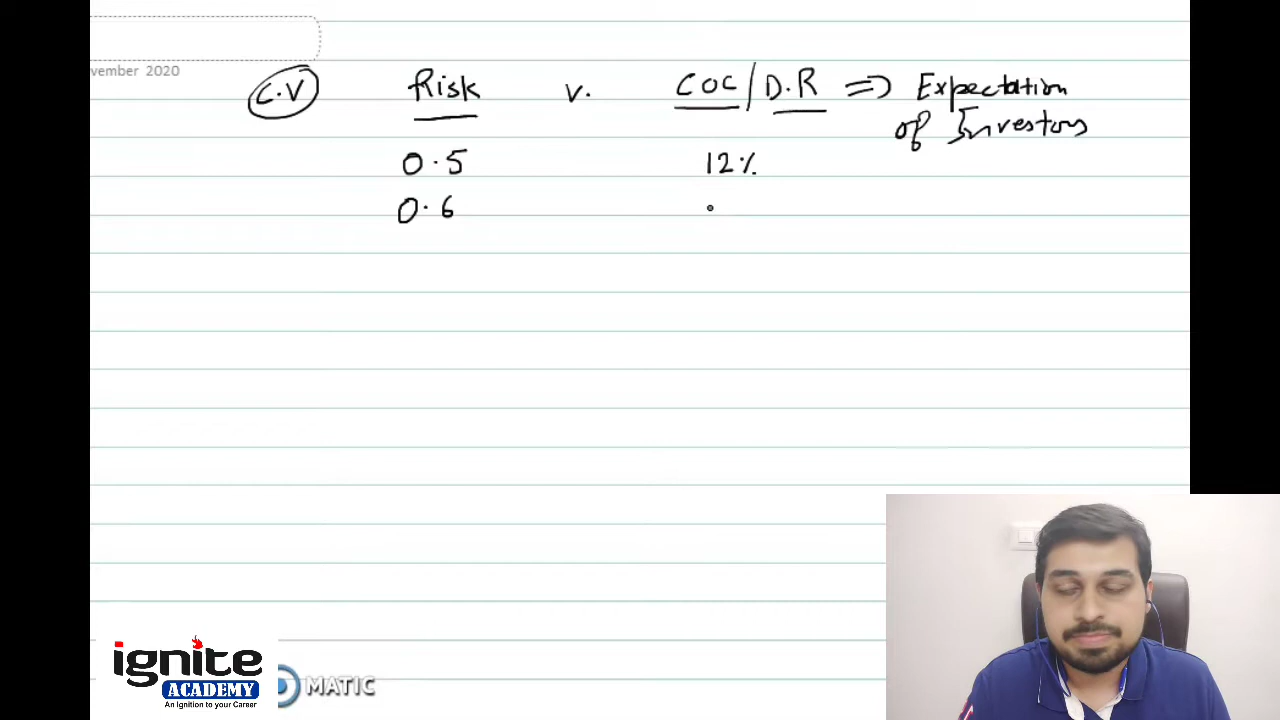 vember 2020
C.V Risk v. COC/D.R => Expectation
of Investors
0.5 12%
0.6
ignite
ACADEMY
An Ignition to your Career
MATIC